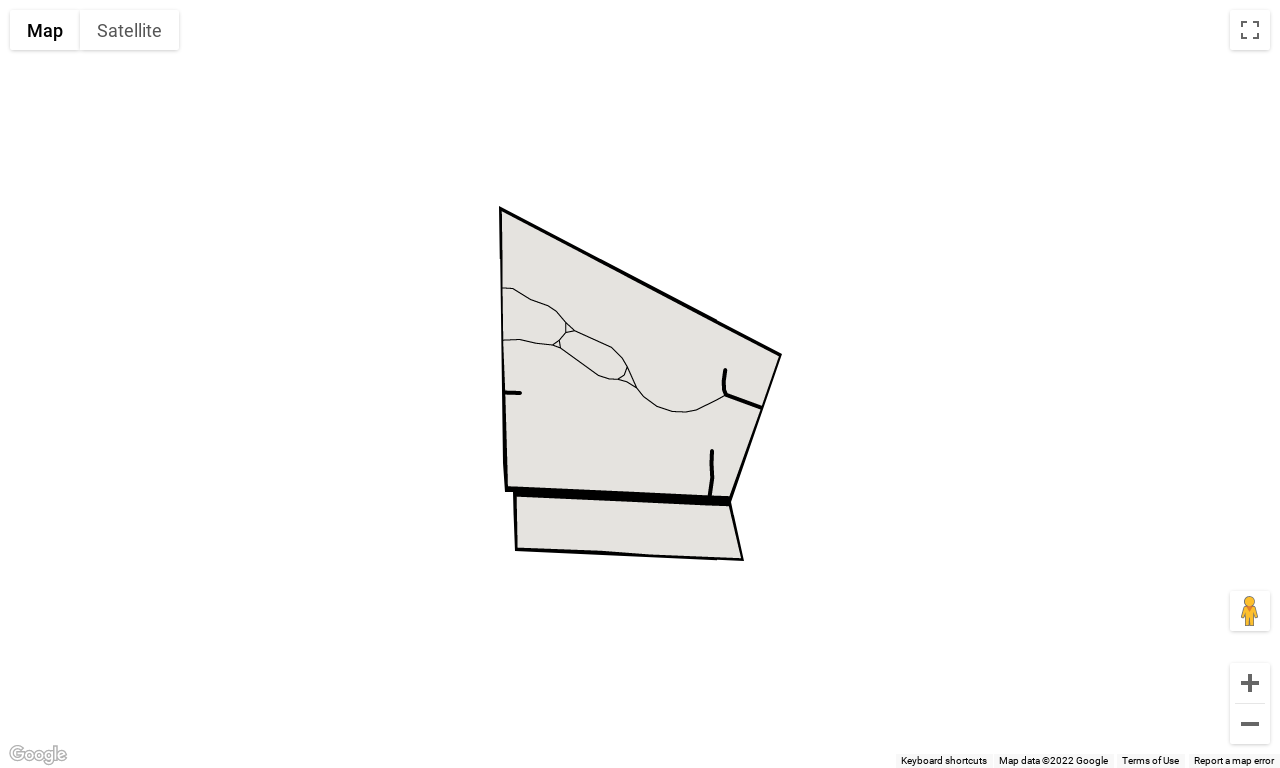 Map Satellite
Google
Keyboard shortcuts Map data ©2022 Google Terms of Use Report a map error